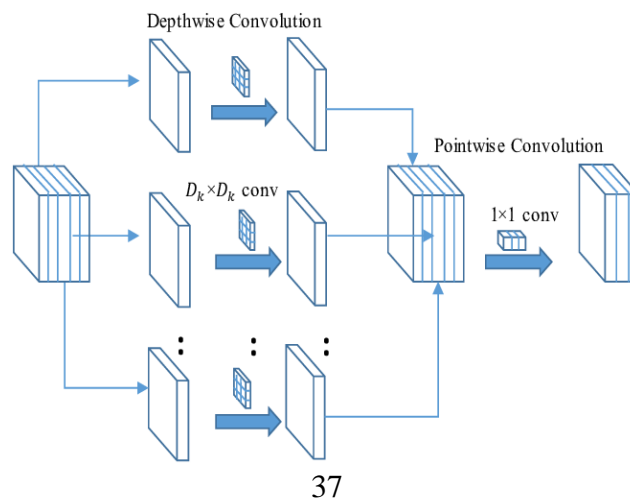 Depthwise Convolution
Pointwise Convolution
D_k×D_k conv
1×1 conv
37